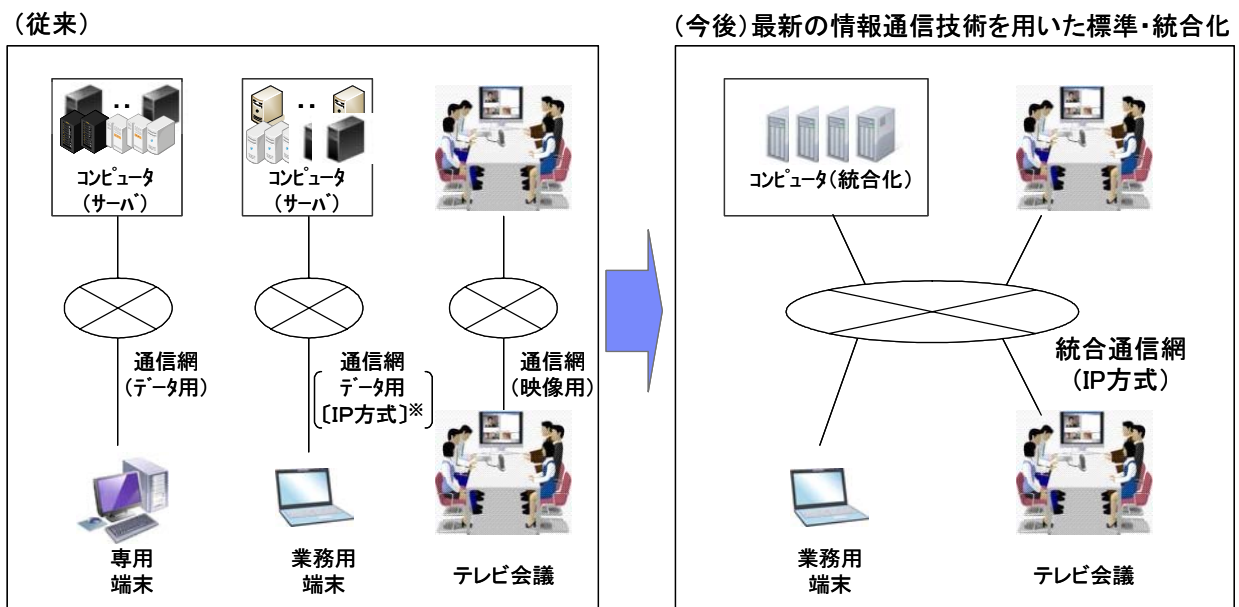 （従来）
コンピュータ
（サーバ）
コンピュータ
（サーバ）
通信網
（データ用）
通信網
データ用
〔IP方式〕※
通信網
（映像用）
専用
端末
業務用
端末
テレビ会議
（今後）最新の情報通信技術を用いた標準・統合化
コンピュータ（統合化）
統合通信網
（IP方式）
業務用
端末
テレビ会議